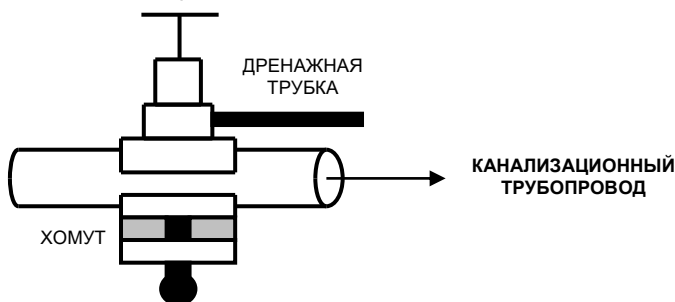 ДРЕНАЖНАЯ
ТРУБКА
КАНАЛИЗАЦИОННЫЙ
ТРУБОПРОВОД
ХОМУТ